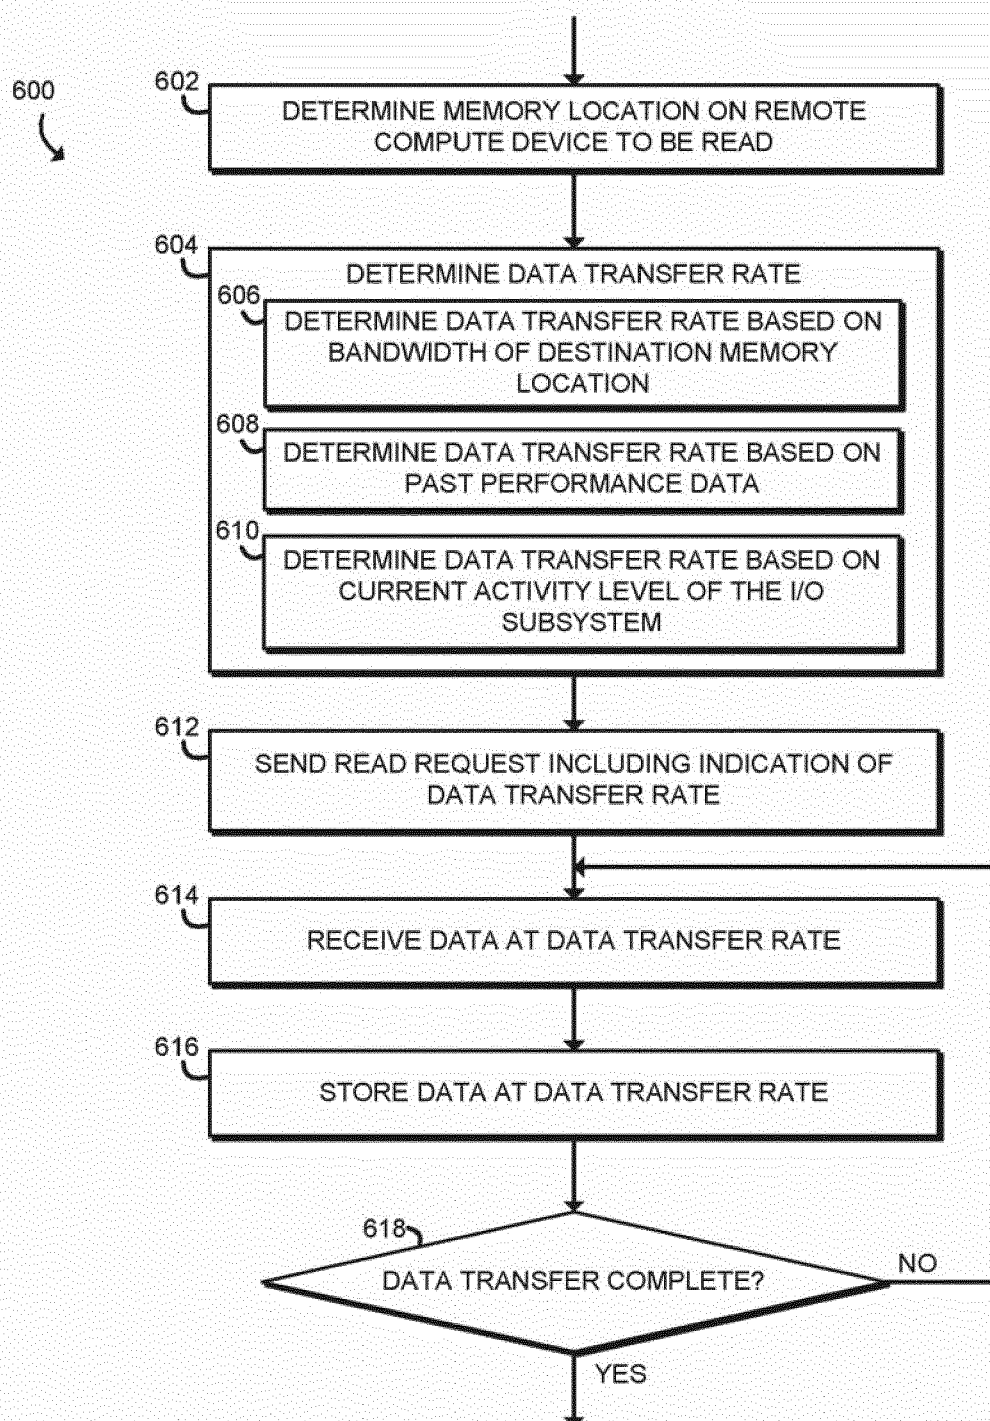 600
602
DETERMINE MEMORY LOCATION ON REMOTE
COMPUTE DEVICE TO BE READ
604
DETERMINE DATA TRANSFER RATE
606
DETERMINE DATA TRANSFER RATE BASED ON
BANDWIDTH OF DESTINATION MEMORY
LOCATION
608
DETERMINE DATA TRANSFER RATE BASED ON
PAST PERFORMANCE DATA
610
DETERMINE DATA TRANSFER RATE BASED ON
CURRENT ACTIVITY LEVEL OF THE I/O
SUBSYSTEM
612
SEND READ REQUEST INCLUDING INDICATION OF
DATA TRANSFER RATE
614
RECEIVE DATA AT DATA TRANSFER RATE
616
STORE DATA AT DATA TRANSFER RATE
618
DATA TRANSFER COMPLETE?
NO
YES